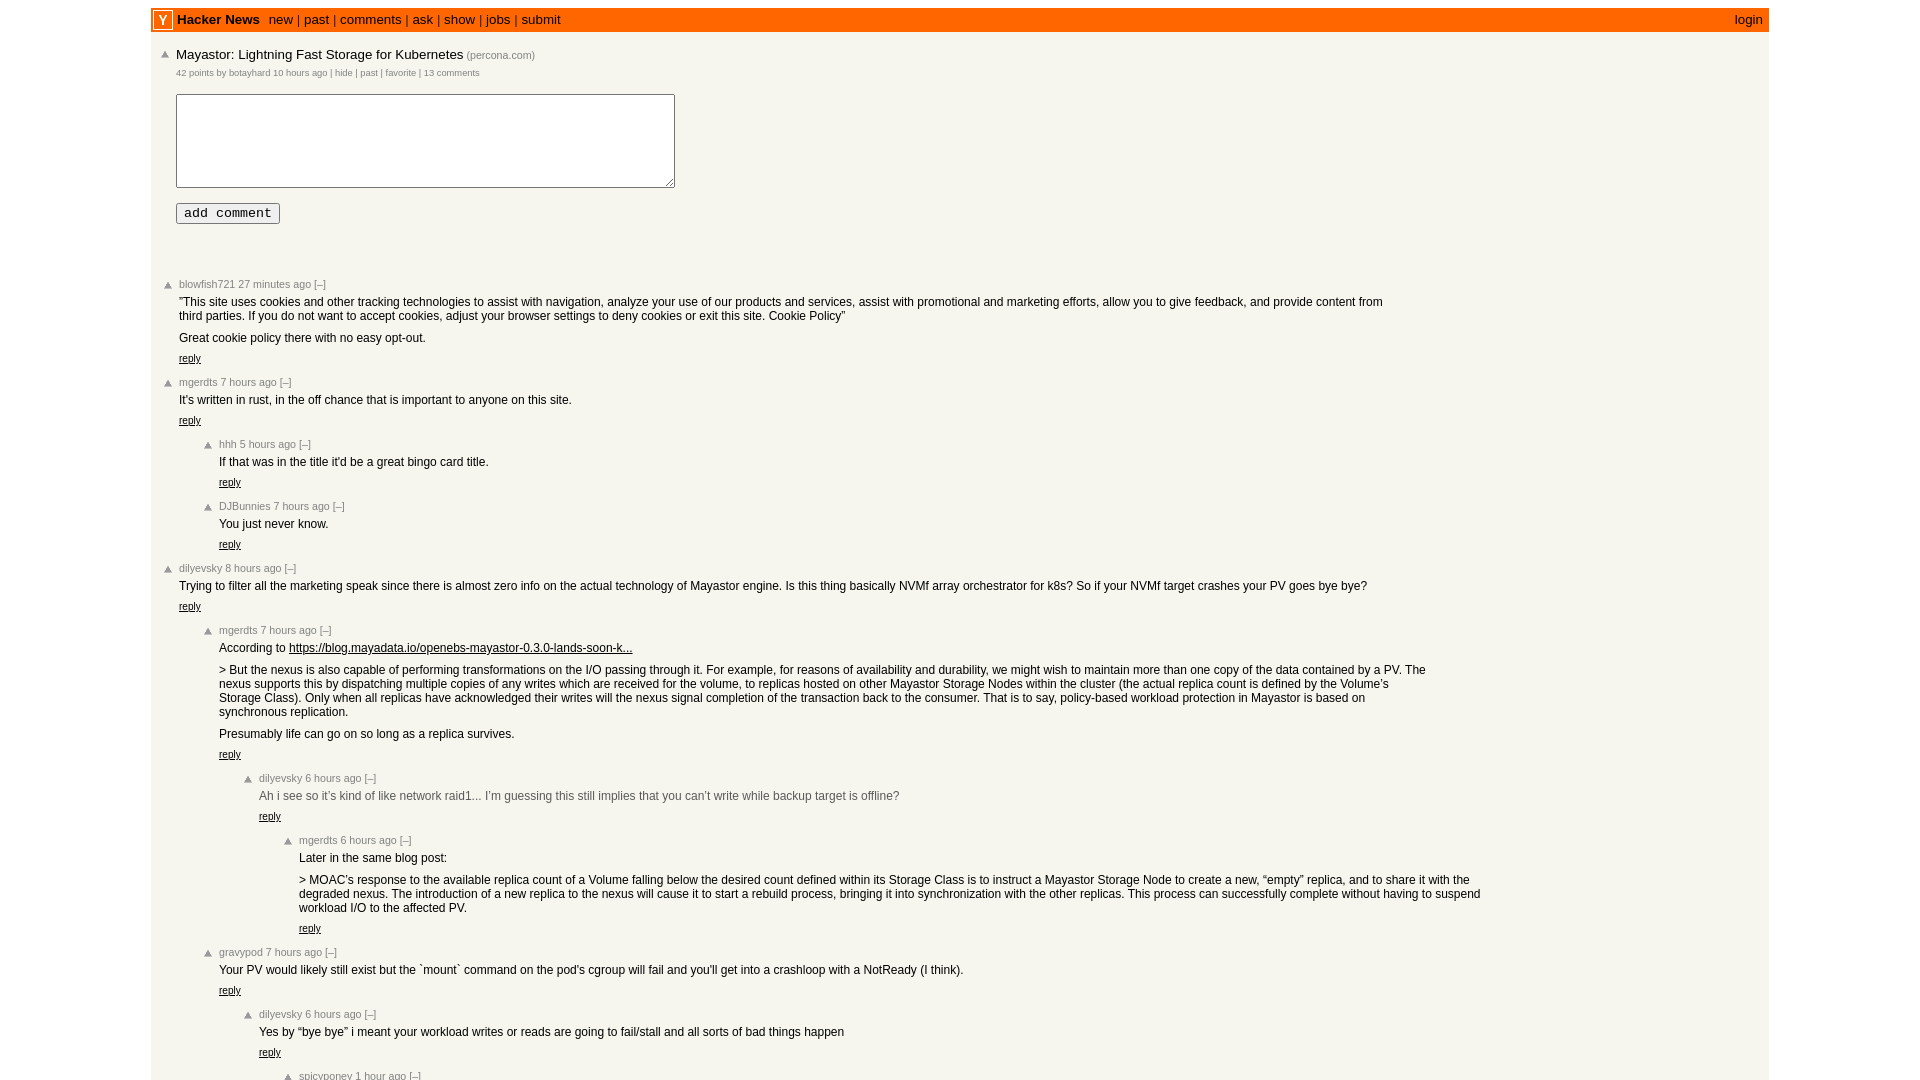 Y Hacker News new | past | comments | ask | show | jobs | submit login
Mayastor: Lightning Fast Storage for Kubernetes (percona.com)
42 points by botayhard 10 hours ago | hide | past | favorite | 13 comments
add comment
blowfish721 27 minutes ago [–]
”This site uses cookies and other tracking technologies to assist with navigation, analyze your use of our products and services, assist with promotional and marketing efforts, allow you to give feedback, and provide content from
third parties. If you do not want to accept cookies, adjust your browser settings to deny cookies or exit this site. Cookie Policy”
Great cookie policy there with no easy opt-out.
reply
mgerdts 7 hours ago [–]
It's written in rust, in the off chance that is important to anyone on this site.
reply
hhh 5 hours ago [–]
If that was in the title it'd be a great bingo card title.
reply
DJBunnies 7 hours ago [–]
You just never know.
reply
dilyevsky 8 hours ago [–]
Trying to filter all the marketing speak since there is almost zero info on the actual technology of Mayastor engine. Is this thing basically NVMf array orchestrator for k8s? So if your NVMf target crashes your PV goes bye bye?
reply
mgerdts 7 hours ago [–]
According to https://blog.mayadata.io/openebs-mayastor-0.3.0-lands-soon-k...
> But the nexus is also capable of performing transformations on the I/O passing through it. For example, for reasons of availability and durability, we might wish to maintain more than one copy of the data contained by a PV. The
nexus supports this by dispatching multiple copies of any writes which are received for the volume, to replicas hosted on other Mayastor Storage Nodes within the cluster (the actual replica count is defined by the Volume’s
Storage Class). Only when all replicas have acknowledged their writes will the nexus signal completion of the transaction back to the consumer. That is to say, policy-based workload protection in Mayastor is based on
synchronous replication.
Presumably life can go on so long as a replica survives.
reply
dilyevsky 6 hours ago [–]
Ah i see so it’s kind of like network raid1... I’m guessing this still implies that you can’t write while backup target is offline?
reply
mgerdts 6 hours ago [–]
Later in the same blog post:
> MOAC’s response to the available replica count of a Volume falling below the desired count defined within its Storage Class is to instruct a Mayastor Storage Node to create a new, “empty” replica, and to share it with the
degraded nexus. The introduction of a new replica to the nexus will cause it to start a rebuild process, bringing it into synchronization with the other replicas. This process can successfully complete without having to suspend
workload I/O to the affected PV.
reply
gravypod 7 hours ago [–]
Your PV would likely still exist but the `mount` command on the pod's cgroup will fail and you'll get into a crashloop with a NotReady (I think).
reply
dilyevsky 6 hours ago [–]
Yes by “bye bye” i meant your workload writes or reads are going to fail/stall and all sorts of bad things happen
reply
spicyponey 1 hour ago [–]